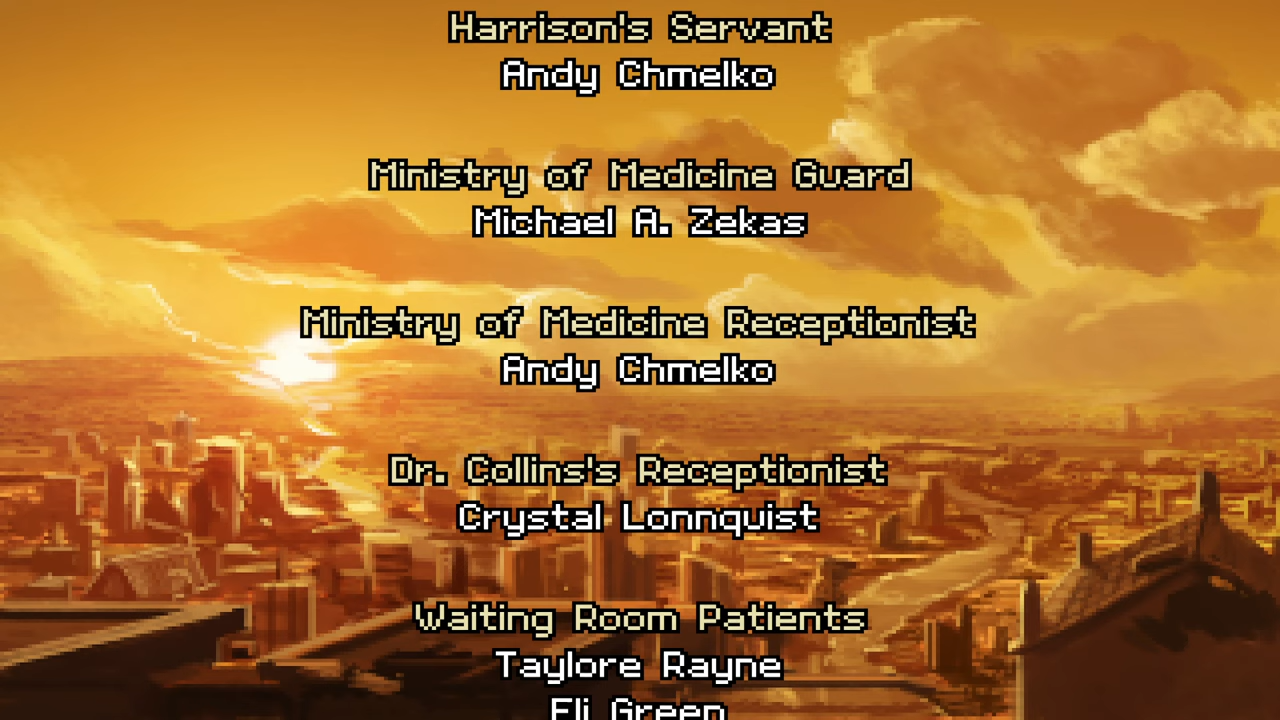 Harrison's Servant
Andy Chmelko
Ministry of Medicine Guard
Michael A. Zekas
Ministry of Medicine Receptionist
Andy Chmelko
Dr. Collins's Receptionist
Crystal Lonnquist
Waiting Room Patients
Taylore Rayne
Eli Green